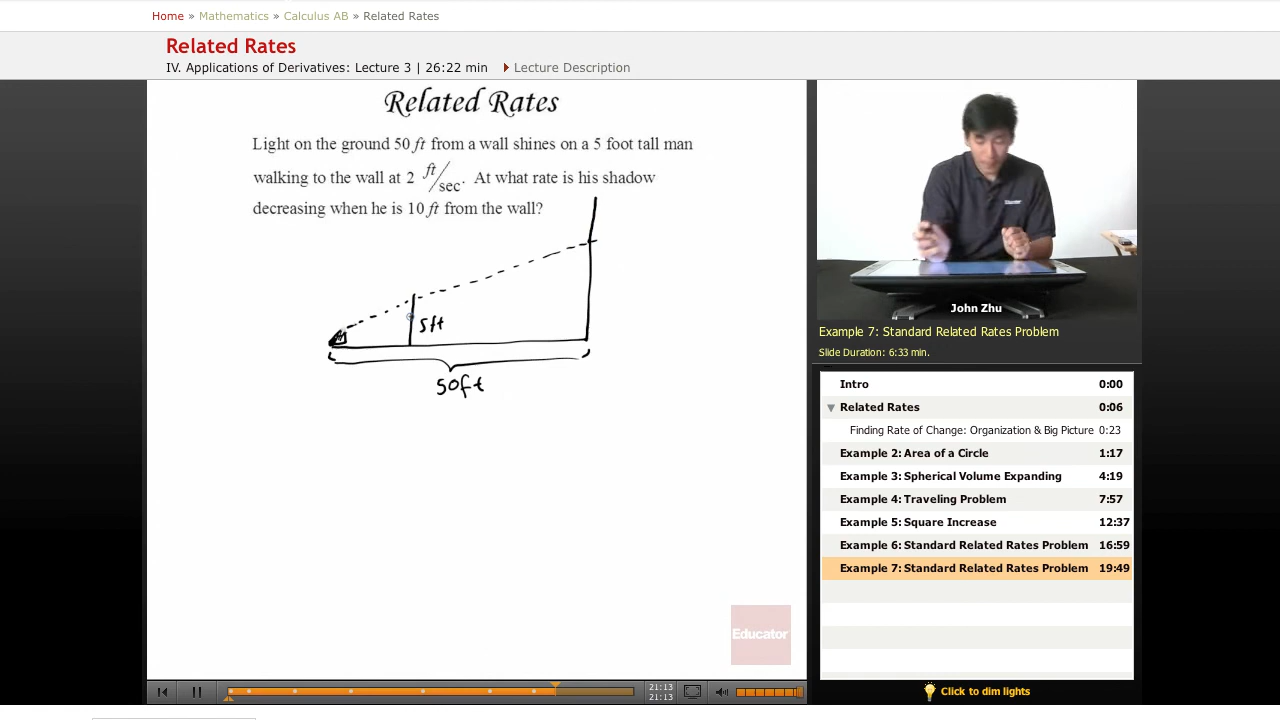 Home » Mathematics » Calculus AB » Related Rates
Related Rates
IV. Applications of Derivatives: Lecture 3 | 26:22 min Lecture Description
Related Rates
Light on the ground 50 ft from a wall shines on a 5 foot tall man
walking to the wall at 2 ft/sec. At what rate is his shadow
decreasing when he is 10 ft from the wall?
5ft
50ft
Educator
John Zhu
Example 7: Standard Related Rates Problem
Slide Duration: 6:33 min.
Intro 0:00
Related Rates 0:06
Finding Rate of Change: Organization & Big Picture 0:23
Example 2: Area of a Circle 1:17
Example 3: Spherical Volume Expanding 4:19
Example 4: Traveling Problem 7:57
Example 5: Square Increase 12:37
Example 6: Standard Related Rates Problem 16:59
Example 7: Standard Related Rates Problem 19:49
21:13
21:13
Click to dim lights